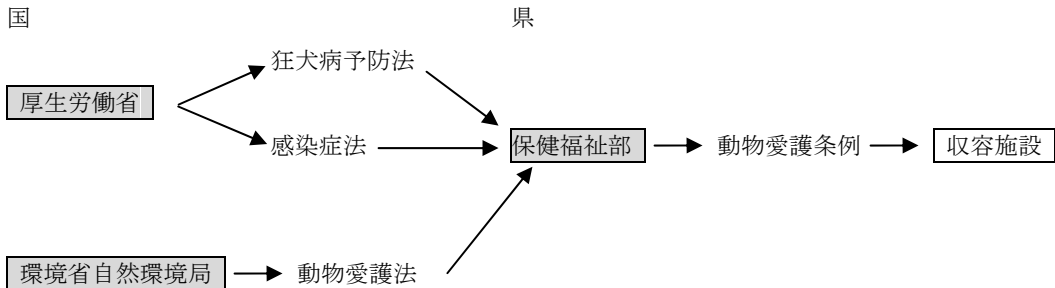 国 県
狂犬病予防法
厚生労働省
感染症法 保健福祉部 動物愛護条例 収容施設
環境省自然環境局 動物愛護法